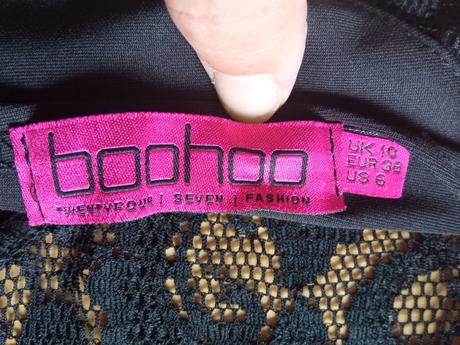 boohoo
TWENTYFOUR | SEVEN | FASHION
UK 10
EUR 38
US 6